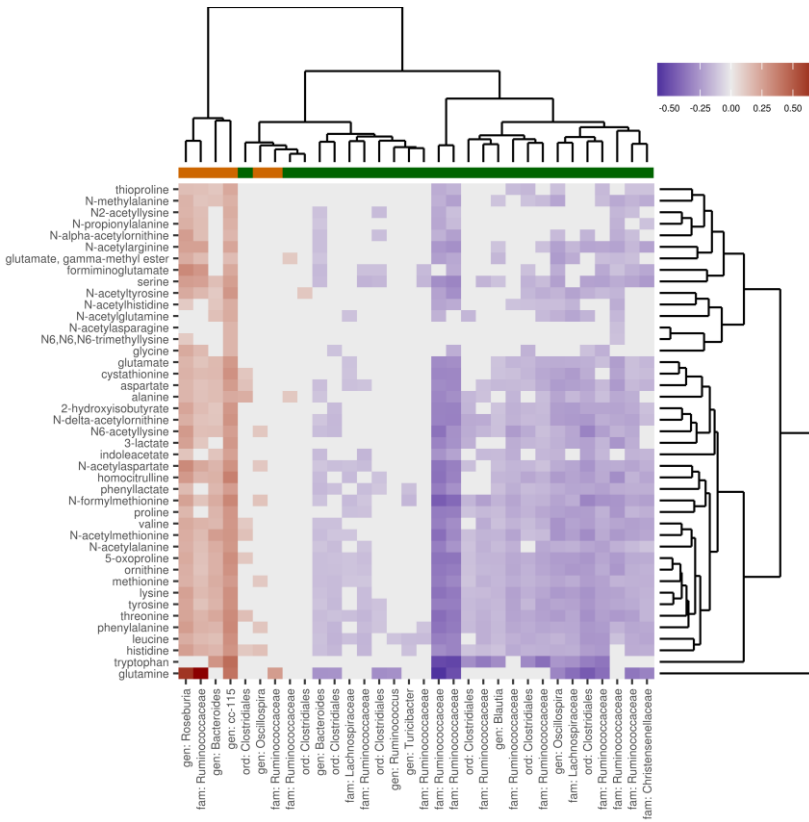 -0.50 -0.25 0.00 0.25 0.50
thioproline
N-methylalanine
N2-acetyllysine
N-propionylalanine
N-alpha-acetylornithine
N-acetylarginine
glutamate, gamma-methyl ester
formiminoglutamate
serine
N-acetyltyrosine
N-acetylhistidine
N-acetylglutamine
N-acetylasparagine
N6,N6,N6-trimethyllysine
glycine
glutamate
cystathionine
aspartate
alanine
2-hydroxyisobutyrate
N-delta-acetylornithine
N6-acetyllysine
3-lactate
indoleacetate
N-acetylaspartate
homocitrulline
phenyllactate
N-formylmethionine
proline
valine
N-acetylmethionine
N-acetylalanine
5-oxoproline
ornithine
methionine
lysine
tyrosine
threonine
phenylalanine
leucine
histidine
tryptophan
glutamine
gen: Roseburia
fam: Ruminococcaceae
gen: Bacteroides
gen: cc-115
ord: Clostridiales
gen: Oscillospira
fam: Ruminococcaceae
fam: Ruminococcaceae
ord: Clostridiales
gen: Bacteroides
ord: Clostridiales
fam: Lachnospiraceae
fam: Ruminococcaceae
ord: Clostridiales
gen: Ruminococcus
gen: Turicibacter
fam: Ruminococcaceae
fam: Ruminococcaceae
fam: Ruminococcaceae
ord: Clostridiales
fam: Ruminococcaceae
gen: Blautia
fam: Ruminococcaceae
ord: Clostridiales
fam: Ruminococcaceae
gen: Oscillospira
fam: Lachnospiraceae
ord: Clostridiales
fam: Ruminococcaceae
fam: Ruminococcaceae
fam: Ruminococcaceae
fam: Christensenellaceae